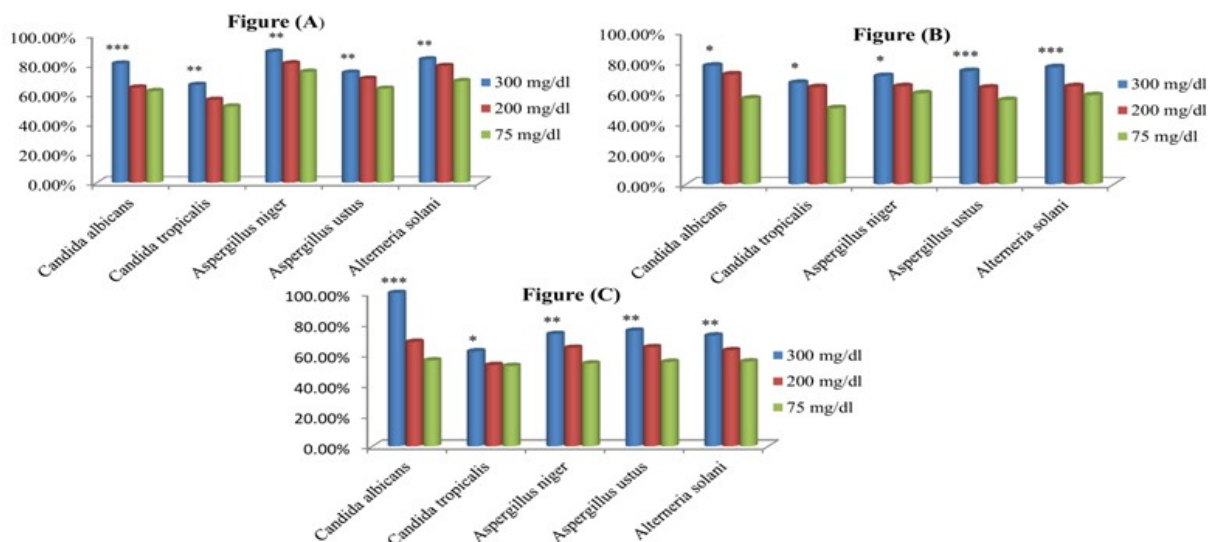 Figure (A)
100.00%
80.00%
60.00%
40.00%
20.00%
0.00%
***
**
**
**
**
Candida albicans
Candida tropicalis
Aspergillus niger
Aspergillus ustus
Alterneria solani
300 mg/dl
200 mg/dl
75 mg/dl
Figure (B)
100.00%
80.00%
60.00%
40.00%
20.00%
0.00%
*
*
*
***
***
Candida albicans
Candida tropicalis
Aspergillus niger
Aspergillus ustus
Alterneria solani
300 mg/dl
200 mg/dl
75 mg/dl
Figure (C)
100.00%
80.00%
60.00%
40.00%
20.00%
0.00%
***
*
**
**
**
Candida albicans
Candida tropicalis
Aspergillus niger
Aspergillus ustus
Alterneria solani
300 mg/dl
200 mg/dl
75 mg/dl